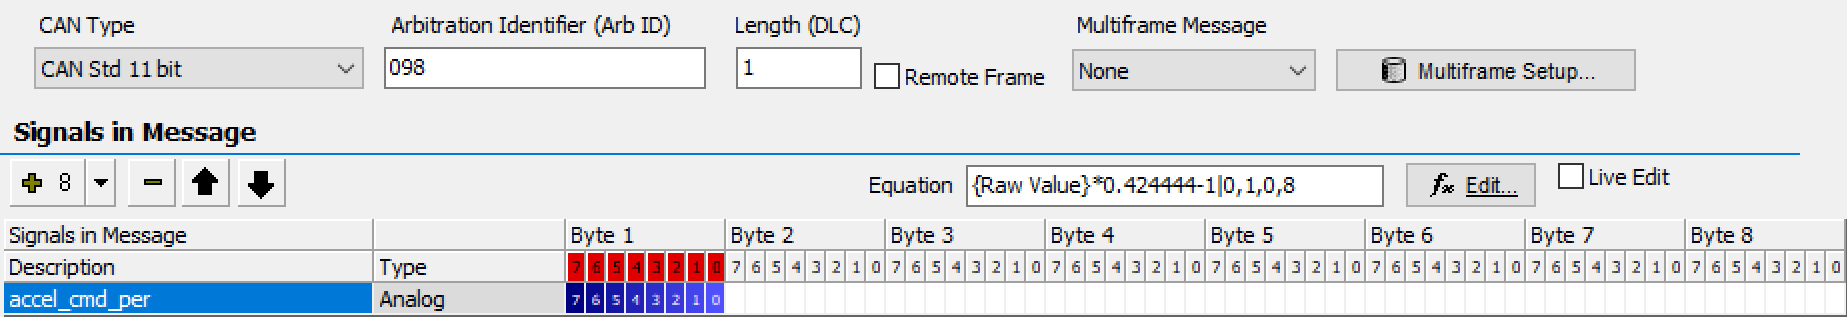 CAN Type Arbitration Identifier (Arb ID) Length (DLC) Multiframe Message
CAN Std 11 bit 098 1 Remote Frame None Multiframe Setup...
Signals in Message
8 Equation {Raw Value}*0.424444-1|0,1,0,8 fx Edit... Live Edit
Signals in Message Byte 1 Byte 2 Byte 3 Byte 4 Byte 5 Byte 6 Byte 7 Byte 8
Description Type 7 6 5 4 3 2 1 0 7 6 5 4 3 2 1 0 7 6 5 4 3 2 1 0 7 6 5 4 3 2 1 0 7 6 5 4 3 2 1 0 7 6 5 4 3 2 1 0 7 6 5 4 3 2 1 0 7 6 5 4 3 2 1 0
accel_cmd_per Analog 7 6 5 4 3 2 1 0